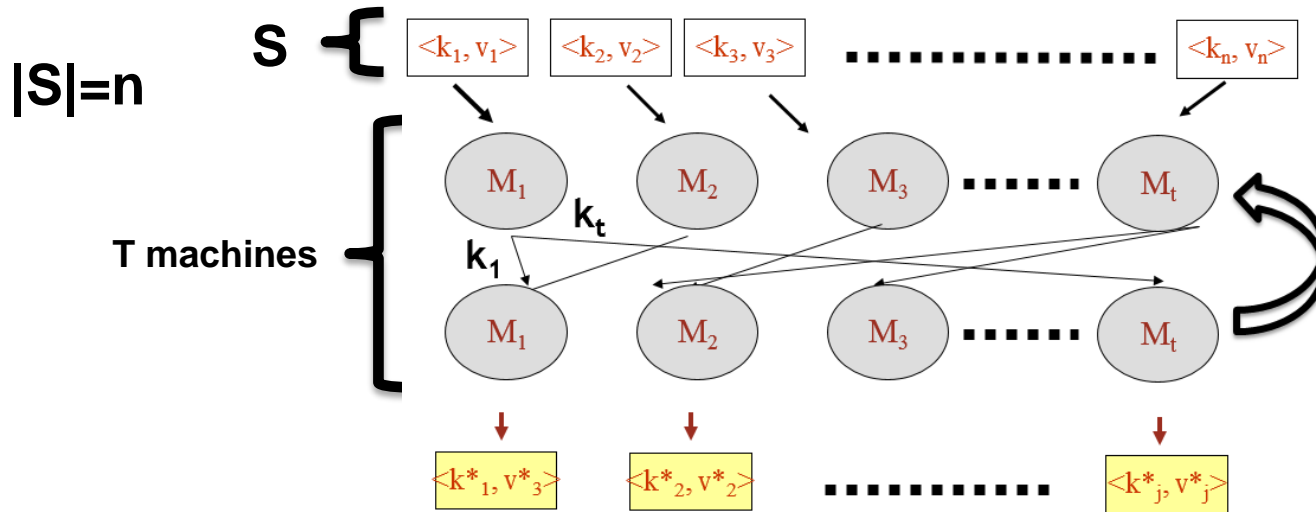 S
<k₁, v₁> <k₂, v₂> <k₃, v₃> <kₙ, vₙ>
|S|=n
M₁ M₂ M₃ Mₜ
kₜ
T machines
k₁
M₁ M₂ M₃ Mₜ
<k*₁, v*₃> <k*₂, v*₂> <k*ⱼ, v*ⱼ>